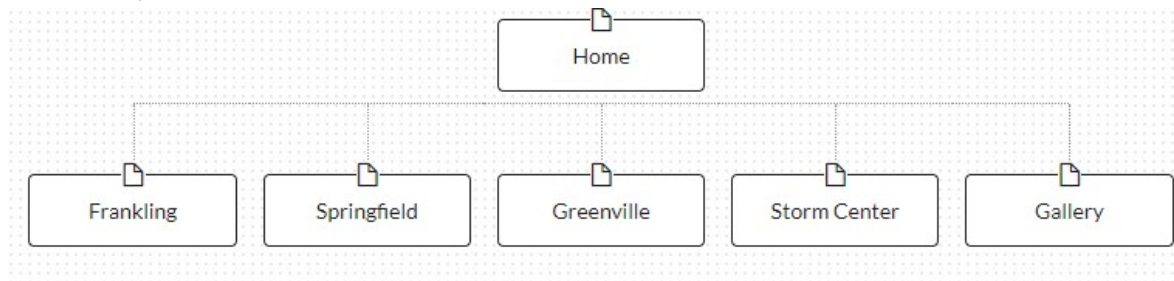 Home
Frankling
Springfield
Greenville
Storm Center
Gallery